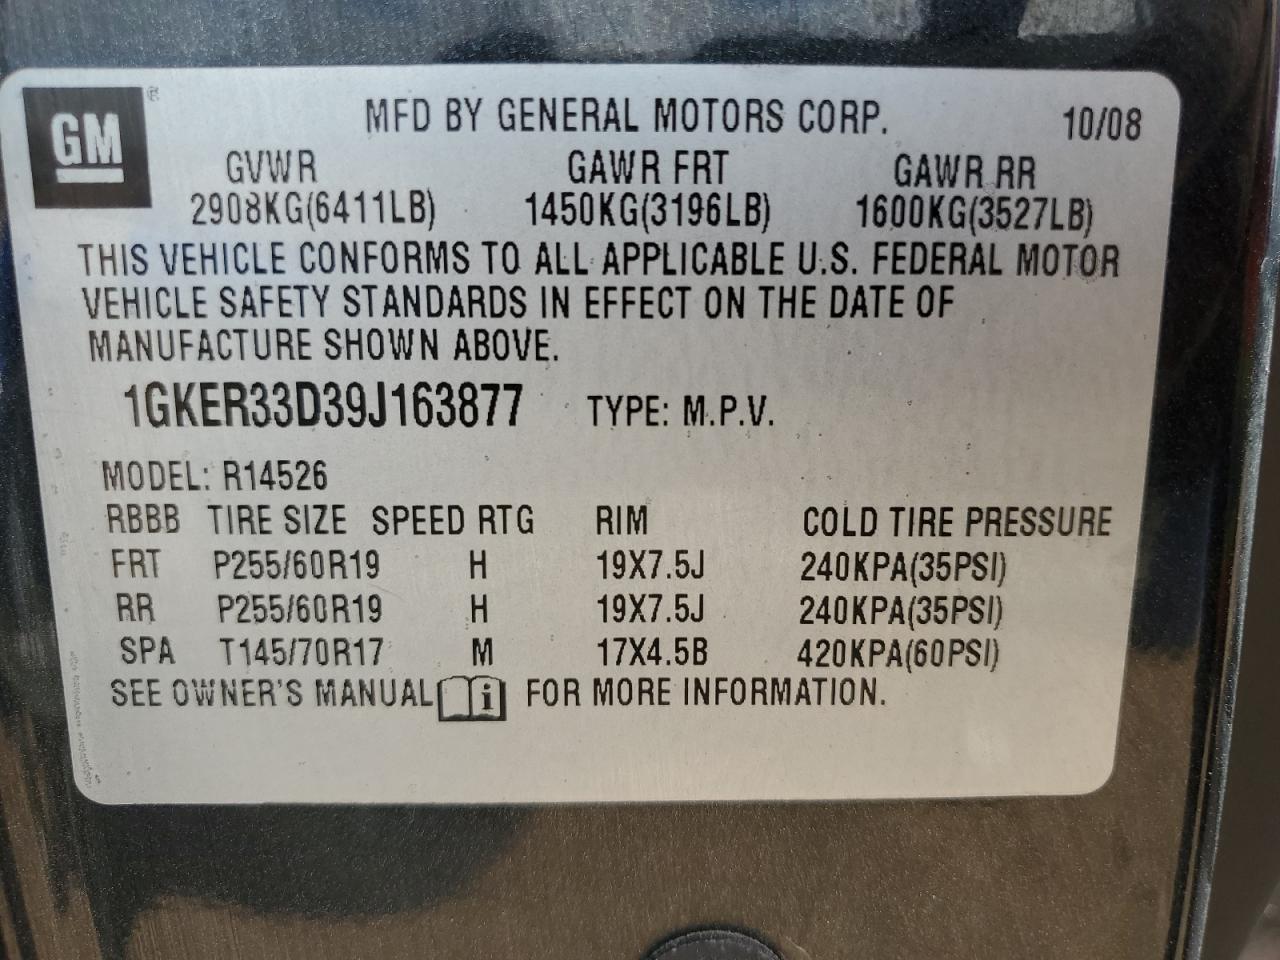 GM ®
MFD BY GENERAL MOTORS CORP. 10/08
GVWR GAWR FRT GAWR RR
2908KG(6411LB) 1450KG(3196LB) 1600KG(3527LB)
THIS VEHICLE CONFORMS TO ALL APPLICABLE U.S. FEDERAL MOTOR
VEHICLE SAFETY STANDARDS IN EFFECT ON THE DATE OF
MANUFACTURE SHOWN ABOVE.
1GKER33D39J163877 TYPE: M.P.V.
MODEL: R14526
RBBB TIRE SIZE SPEED RTG RIM COLD TIRE PRESSURE
FRT P255/60R19 H 19X7.5J 240KPA(35PSI)
RR P255/60R19 H 19X7.5J 240KPA(35PSI)
SPA T145/70R17 M 17X4.5B 420KPA(60PSI)
SEE OWNER'S MANUAL i FOR MORE INFORMATION.